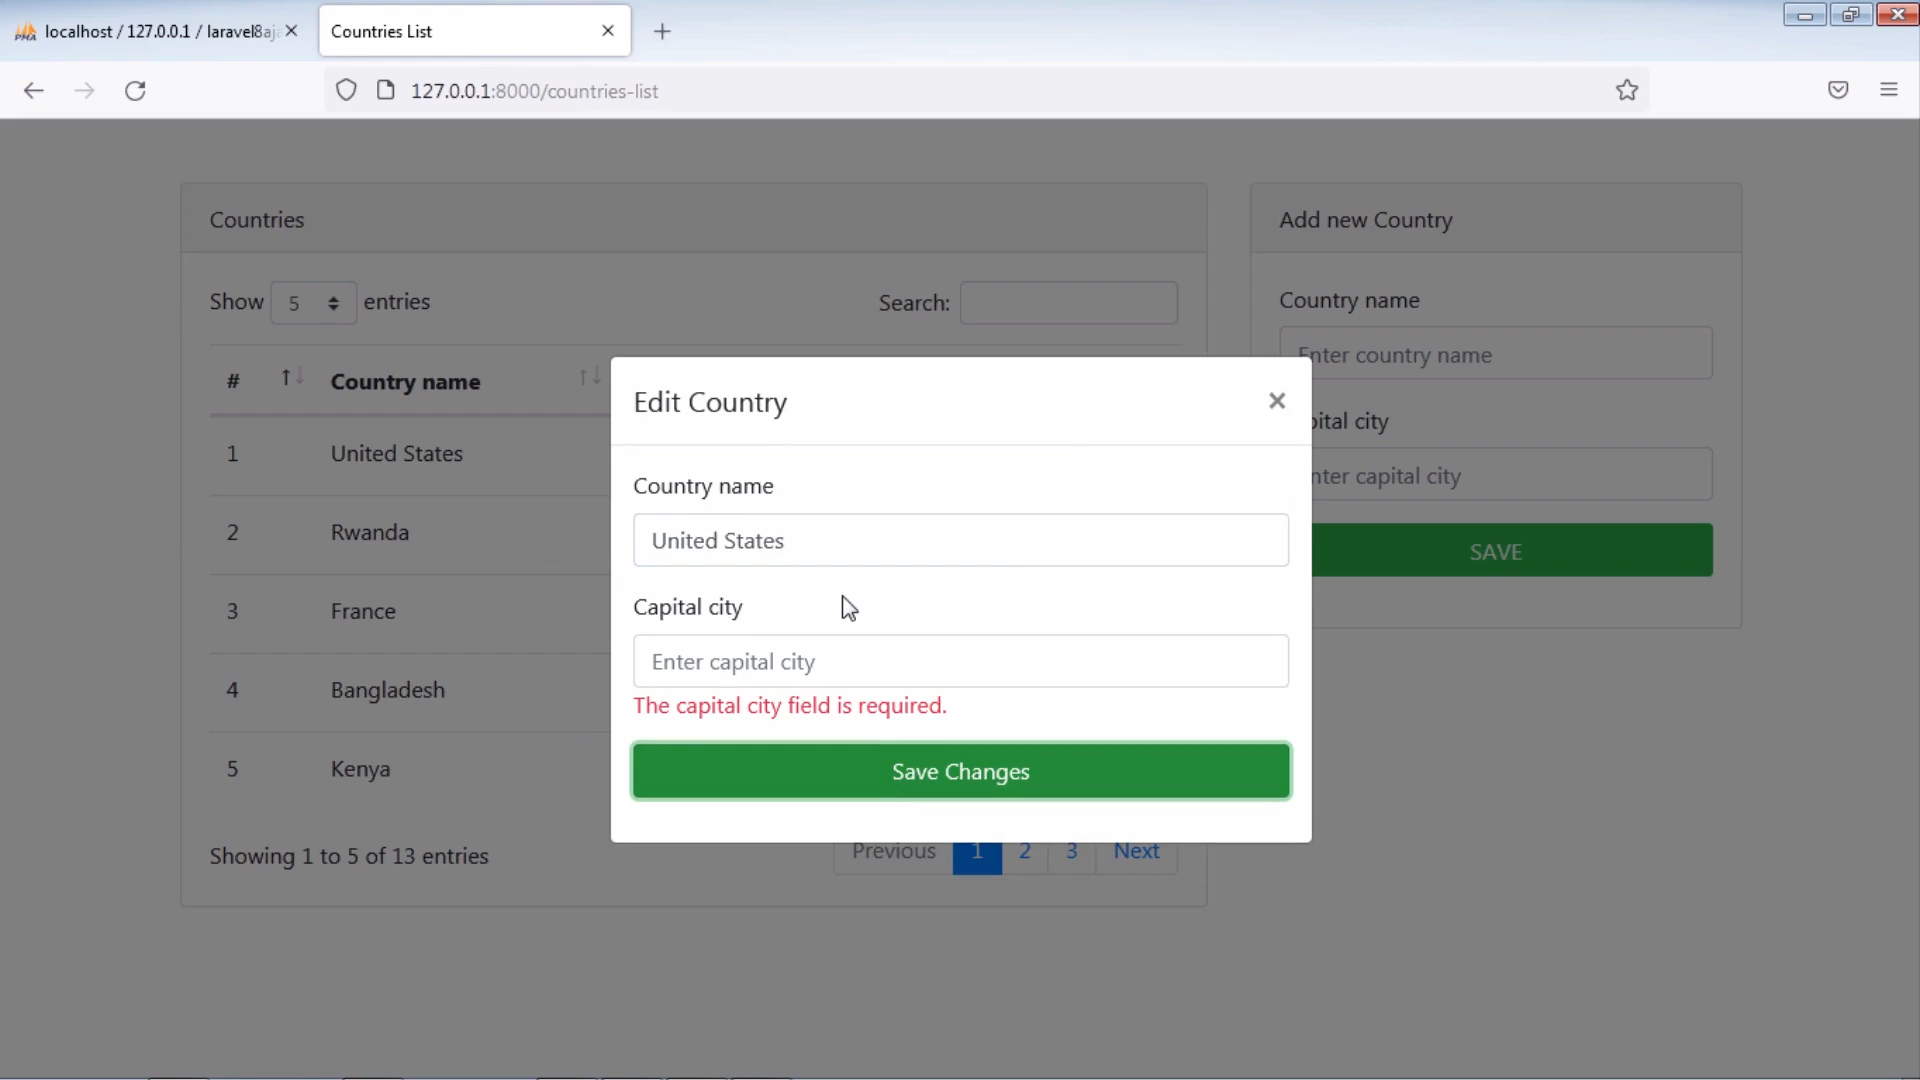 localhost / 127.0.0.1 / laravel8aja
Countries List
127.0.0.1:8000/countries-list
Countries
Show 5 entries
Search:
# Country name
1 United States
2 Rwanda
3 France
4 Bangladesh
5 Kenya
Showing 1 to 5 of 13 entries
Previous 1 2 3 Next
Add new Country
Country name
Enter country name
pital city
nter capital city
SAVE
Edit Country
Country name
United States
Capital city
Enter capital city
The capital city field is required.
Save Changes